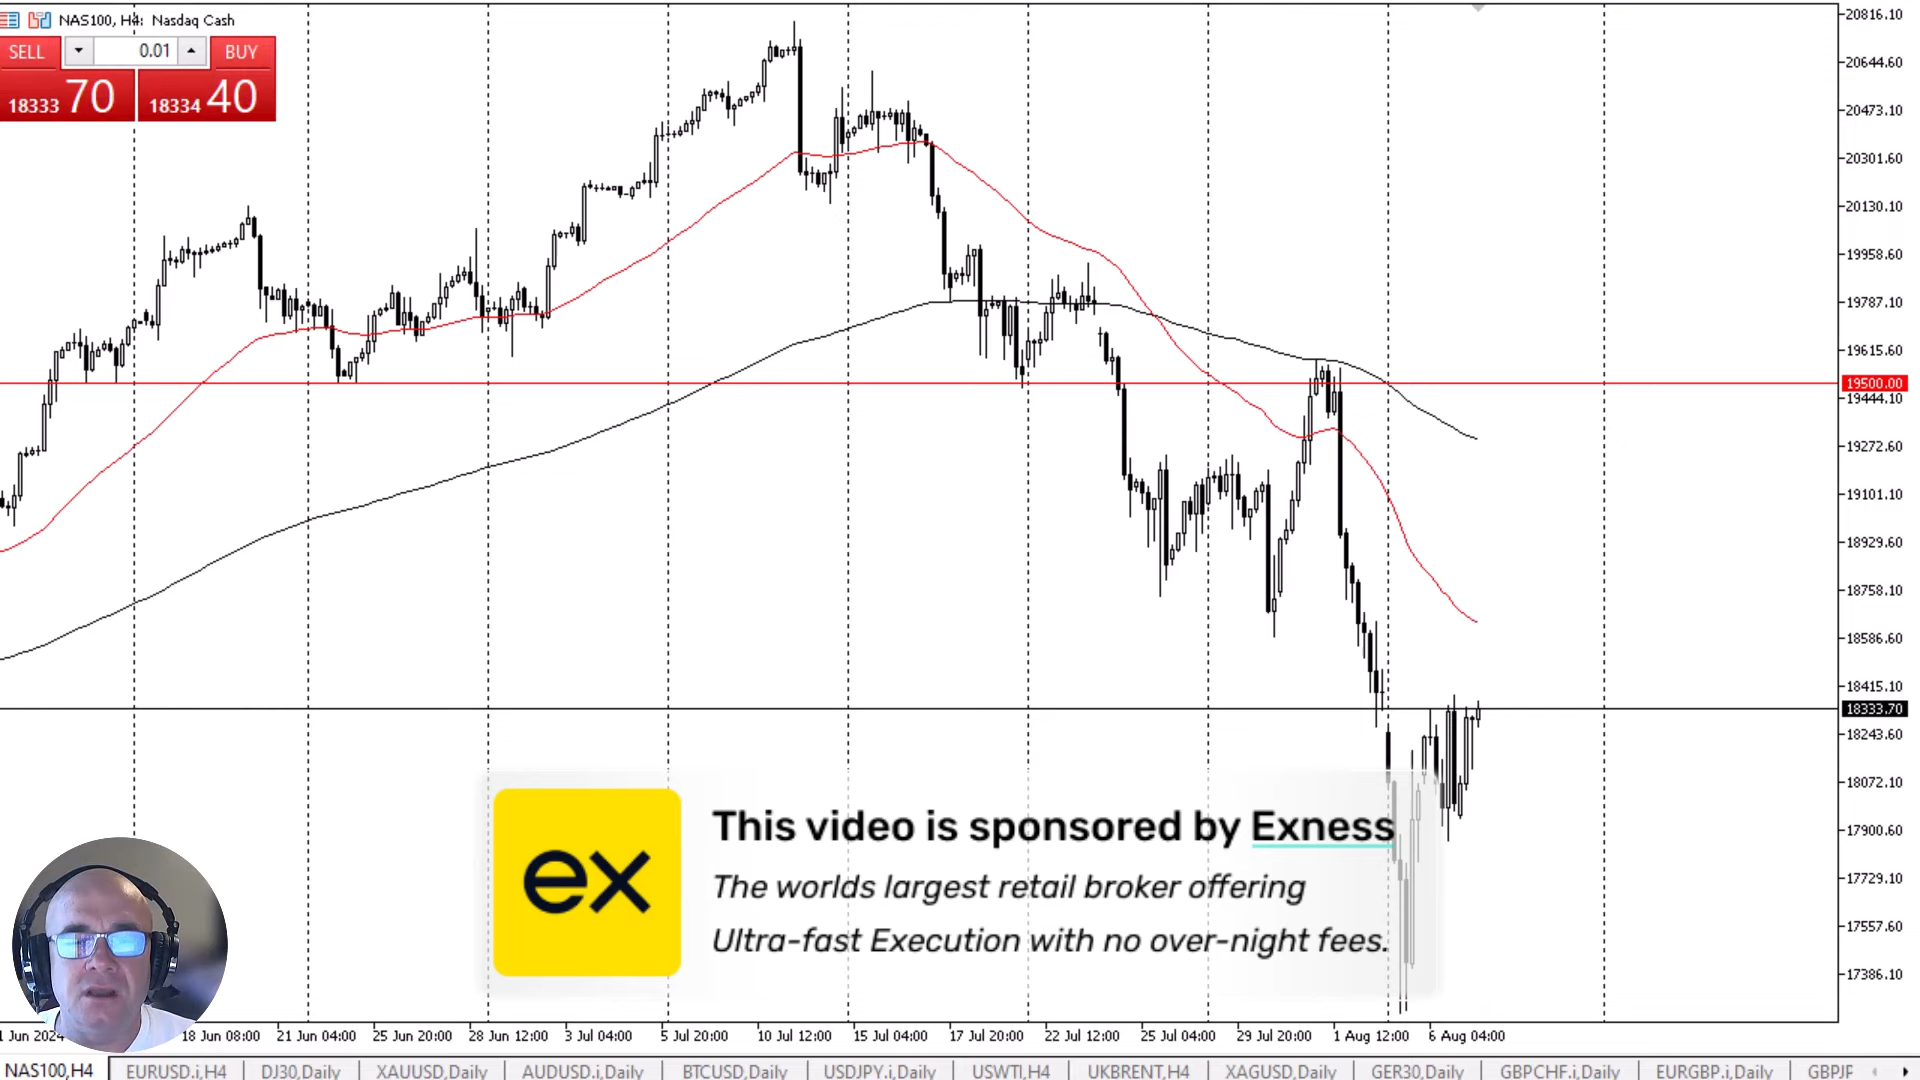 NAS100, H4: Nasdaq Cash
SELL
0.01
BUY
18333 70
18334 40
20816.10
20644.60
20473.10
20301.60
20130.10
19958.60
19787.10
19615.60
19500.00
19444.10
19272.60
19101.10
18929.60
18758.10
18586.60
18415.10
18333.70
18243.60
18072.10
17900.60
17729.10
17557.60
17386.10
ex
This video is sponsored by Exness
The worlds largest retail broker offering
Ultra-fast Execution with no over-night fees.
Jun 2024
18 Jun 08:00
21 Jun 04:00
25 Jun 20:00
28 Jun 12:00
3 Jul 04:00
5 Jul 20:00
10 Jul 12:00
15 Jul 04:00
17 Jul 20:00
22 Jul 12:00
25 Jul 04:00
29 Jul 20:00
1 Aug 12:00
6 Aug 04:00
NAS100,H4
EURUSD.i,H4
DJ30,Daily
XAUUSD,Daily
AUDUSD.i,Daily
BTCUSD,Daily
USDJPY.i,Daily
USWTI,H4
UKBRENT,H4
XAGUSD,Daily
GER30,Daily
GBPCHF.i,Daily
EURGBP.i,Daily
GBPJP